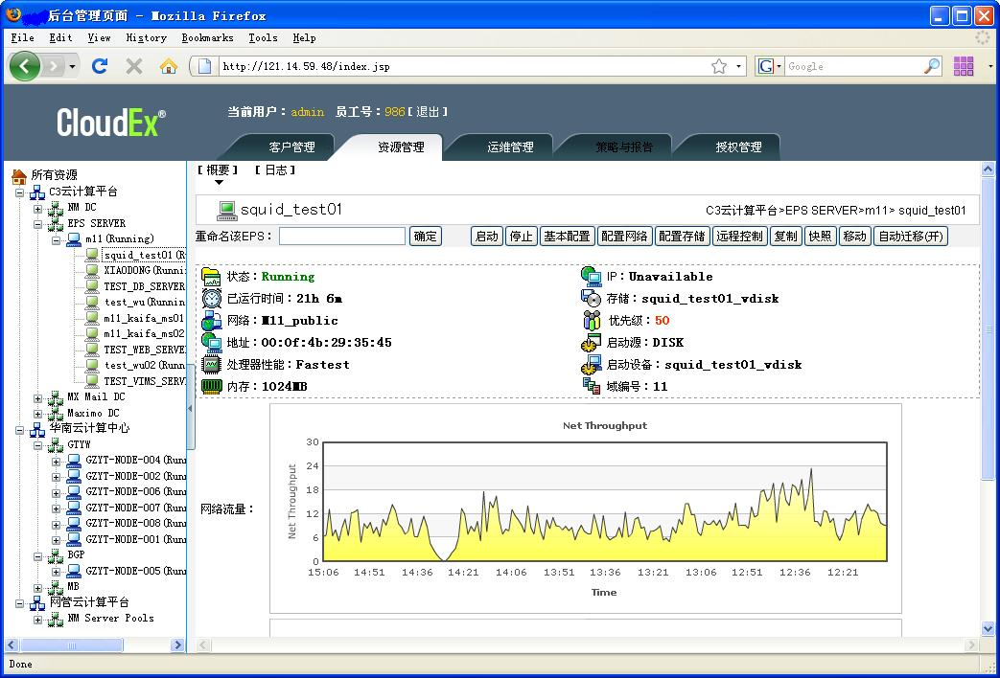 后台管理页面 - Mozilla Firefox
File Edit View History Bookmarks Tools Help
http://121.14.59.48/index.jsp
G Google
CloudEx®
当前用户：admin 员工号：986[退出]
客户管理 资源管理 运维管理 策略与报告 授权管理
所有资源
C3云计算平台
NM DC
EPS SERVER
m11(Running)
squid_test01(R
XIAODONG(Runni
TEST_DB_SERVER
test_wu(Runnin
m11_kaifa_ms01
m11_kaifa_ms02
TEST_WEB_SERVE
test_wu02(Runn
TEST_VIMS_SERV
MX Mail DC
Maximo DC
华南云计算中心
GTYW
GZYT-NODE-004(Runn
GZYT-NODE-002(Runn
GZYT-NODE-006(Runn
GZYT-NODE-007(Runn
GZYT-NODE-008(Runn
GZYT-NODE-001(Runn
BGP
GZYT-NODE-005(Runn
MB
网管云计算平台
NM Server Pools
[概要] [日志]
squid_test01
C3云计算平台>EPS SERVER>m11> squid_test01
重命名该EPS： 确定 启动 停止 基本配置 配置网络 配置存储 远程控制 复制 快照 移动 自动迁移(开)
状态：Running IP：Unavailable
已运行时间：21h 6m 存储：squid_test01_vdisk
网络：M11_public 优先级：50
地址：00:0f:4b:29:35:45 启动源：DISK
处理器性能：Fastest 启动设备：squid_test01_vdisk
内存：1024MB 域编号：11
网络流量：
Net Throughput
Net Throughput
30
24
18
12
6
0
15:06 14:51 14:36 14:21 14:06 13:51 13:36 13:21 13:06 12:51 12:36 12:21
Time
Done